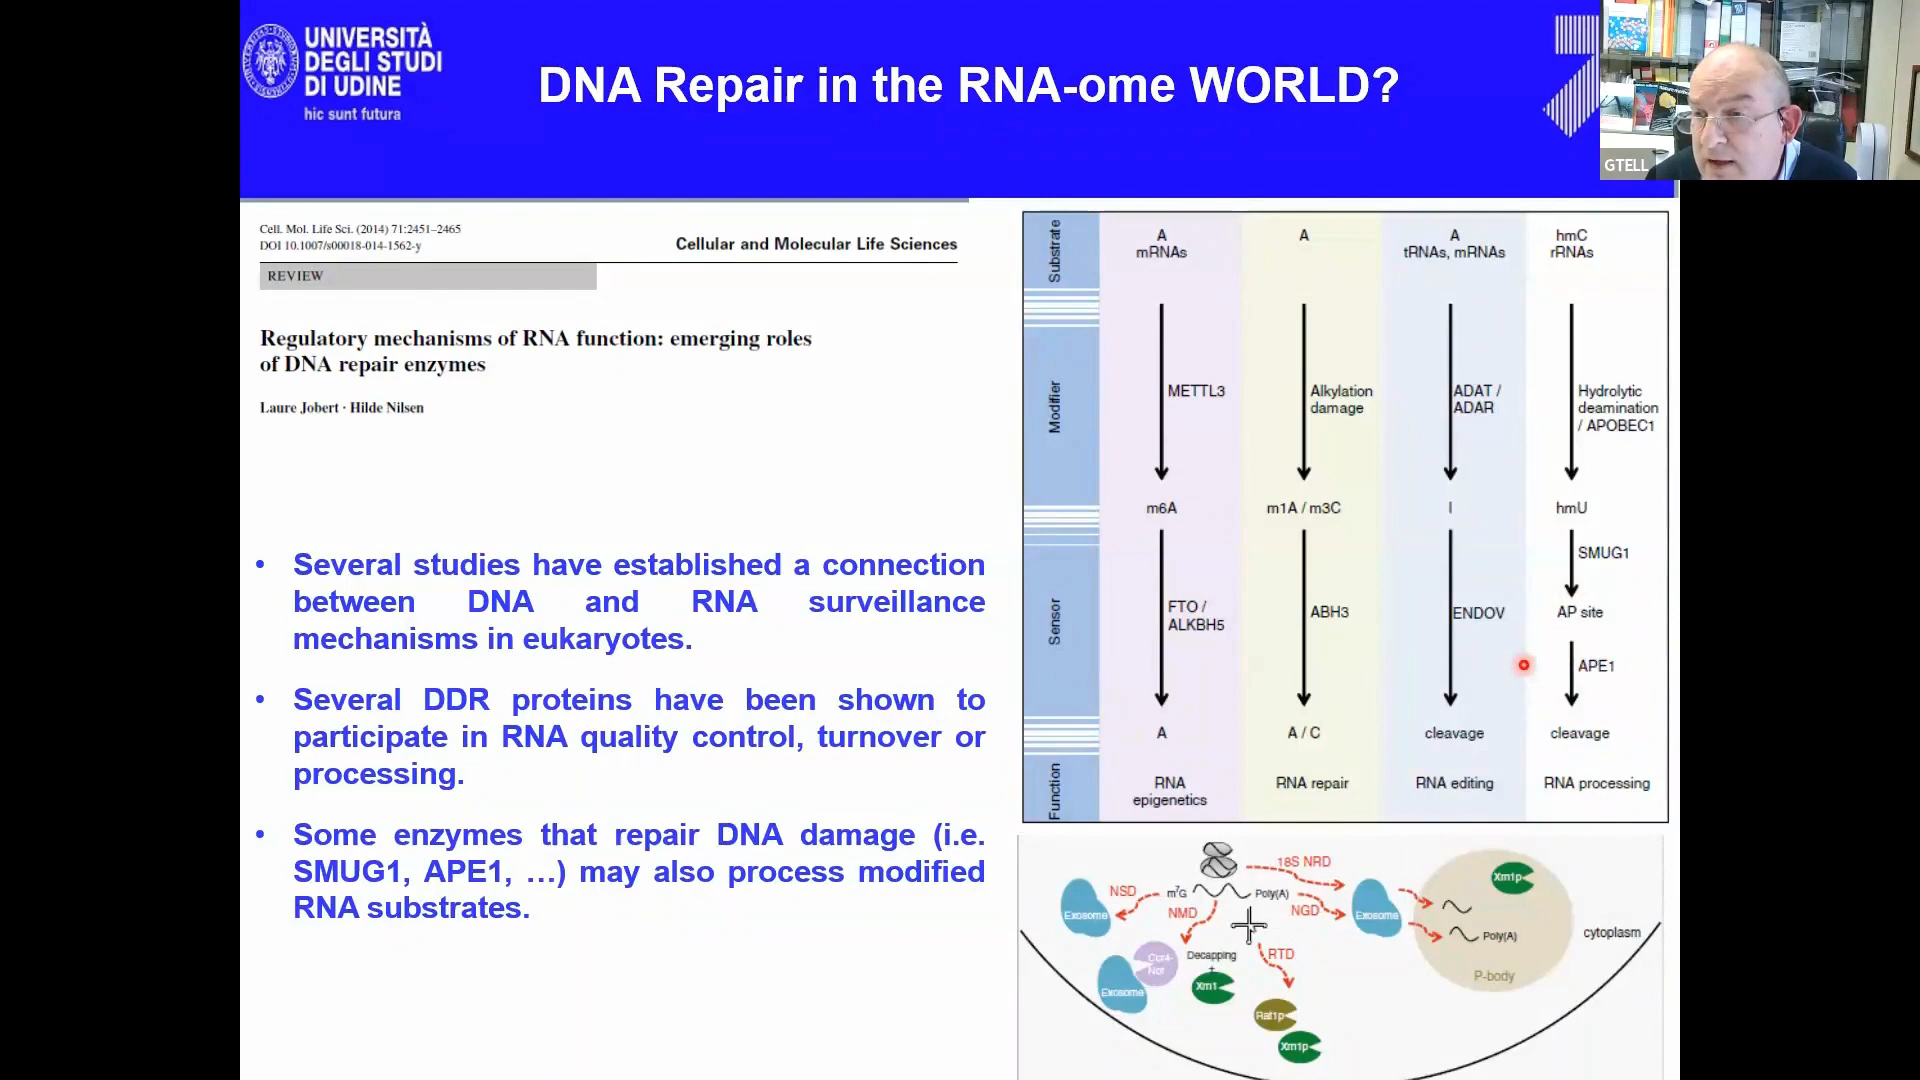 UNIVERSITÀ
DEGLI STUDI
DI UDINE
hic sunt futura
DNA Repair in the RNA-ome WORLD?
GTELL
Cell. Mol. Life Sci. (2014) 71:2451–2465
DOI 10.1007/s00018-014-1562-y
Cellular and Molecular Life Sciences
REVIEW
Regulatory mechanisms of RNA function: emerging roles
of DNA repair enzymes
Laure Jobert · Hilde Nilsen
• Several studies have established a connection
between DNA and RNA surveillance
mechanisms in eukaryotes.
• Several DDR proteins have been shown to
participate in RNA quality control, turnover or
processing.
• Some enzymes that repair DNA damage (i.e.
SMUG1, APE1, …) may also process modified
RNA substrates.
Substrate
A
mRNAs
A
A
tRNAs, mRNAs
hmC
rRNAs
Modifier
METTL3
Alkylation
damage
ADAT /
ADAR
Hydrolytic
deamination
/ APOBEC1
m6A
m1A / m3C
I
hmU
Sensor
FTO /
ALKBH5
ABH3
ENDOV
SMUG1
AP site
APE1
A
A / C
cleavage
cleavage
Function
RNA
epigenetics
RNA repair
RNA editing
RNA processing
18S NRD
NSD
m7G
Poly(A)
Exosome
NMD
NGD
Exosome
Xrn1p
Poly(A)
cytoplasm
P-body
Ccr4-
Not
Exosome
Decapping
+
Xrn1
RTD
Rat1p
Xrn1p